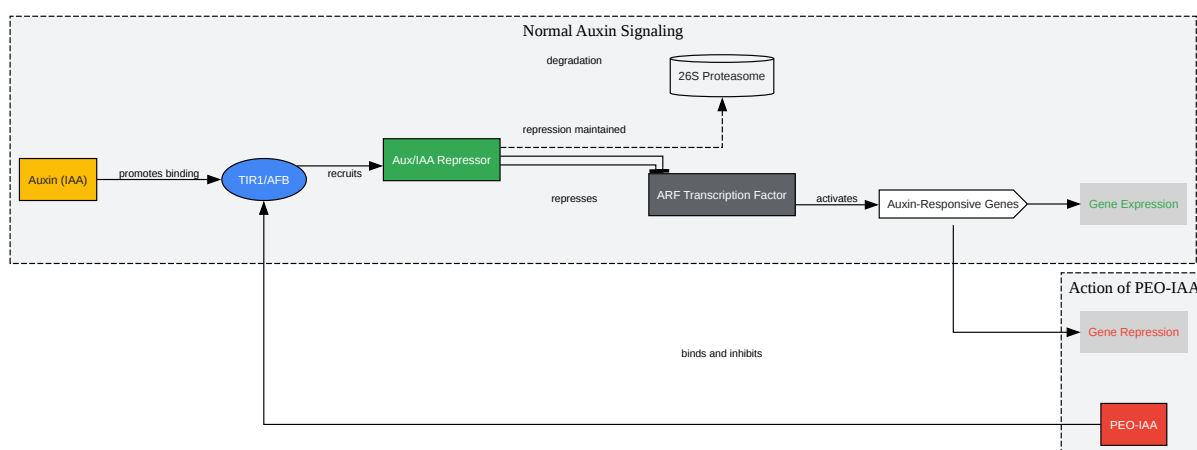 Normal Auxin Signaling
degradation
26S Proteasome
repression maintained
Aux/IAA Repressor
Auxin (IAA)
promotes binding
TIR1/AFB
recruits
represses
ARF Transcription Factor
activates
Auxin-Responsive Genes
Gene Expression
Action of PEO-IAA
Gene Repression
binds and inhibits
PEO-IAA